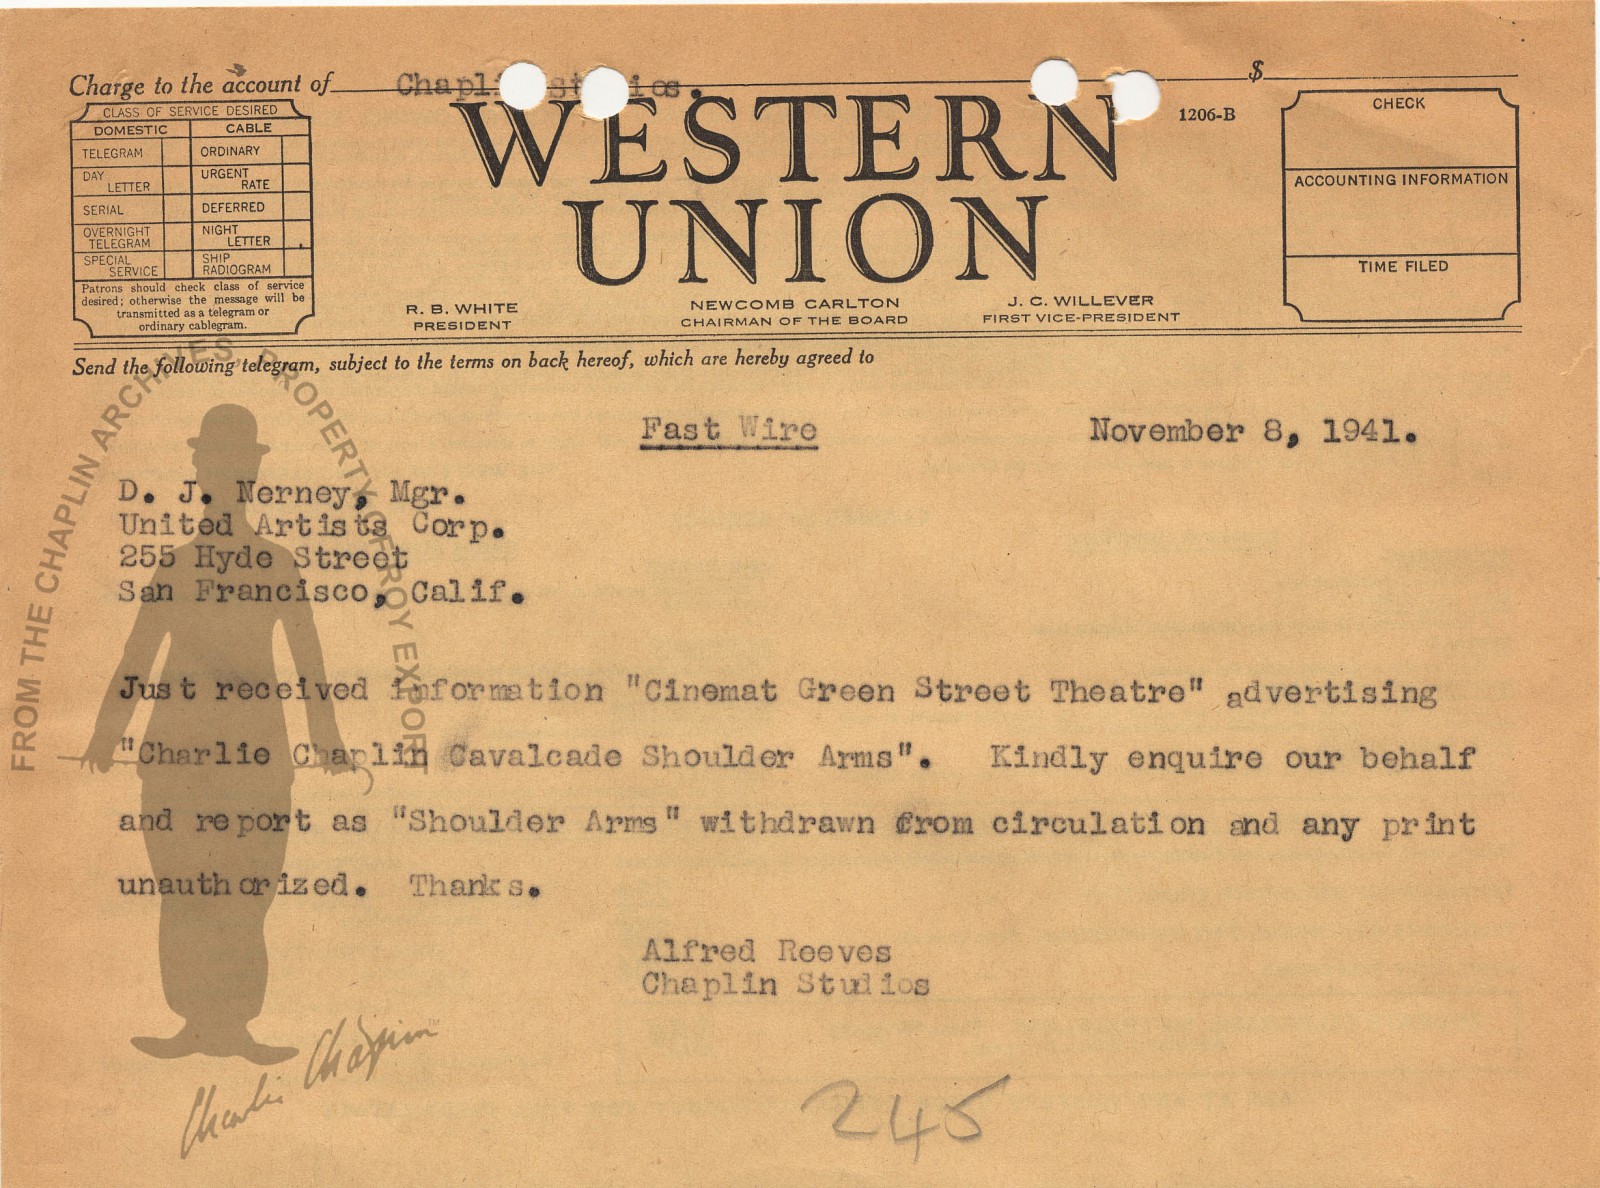 Charge to the account of Chaplin Studios. $
CLASS OF SERVICE DESIRED
DOMESTIC CABLE
TELEGRAM ORDINARY
DAY LETTER URGENT RATE
SERIAL DEFERRED
OVERNIGHT TELEGRAM NIGHT LETTER
SPECIAL SERVICE SHIP RADIOGRAM
Patrons should check class of service
desired; otherwise the message will be
transmitted as a telegram or
ordinary cablegram.
WESTERN
UNION
1206-B
R. B. WHITE
PRESIDENT
NEWCOMB CARLTON
CHAIRMAN OF THE BOARD
J. C. WILLEVER
FIRST VICE-PRESIDENT
CHECK
ACCOUNTING INFORMATION
TIME FILED
Send the following telegram, subject to the terms on back hereof, which are hereby agreed to
Fast Wire November 8, 1941.
D. J. Nerney, Mgr.
United Artists Corp.
255 Hyde Street
San Francisco, Calif.
Just received information "Cinemat Green Street Theatre" advertising
"Charlie Chaplin Cavalcade Shoulder Arms". Kindly enquire our behalf
and report as "Shoulder Arms" withdrawn from circulation and any print
unauthorized. Thanks.
Alfred Reeves
Chaplin Studios
245
FROM THE CHAPLIN ARCHIVES, PROPERTY OF ROY EXPORT
Charlie Chaplin™